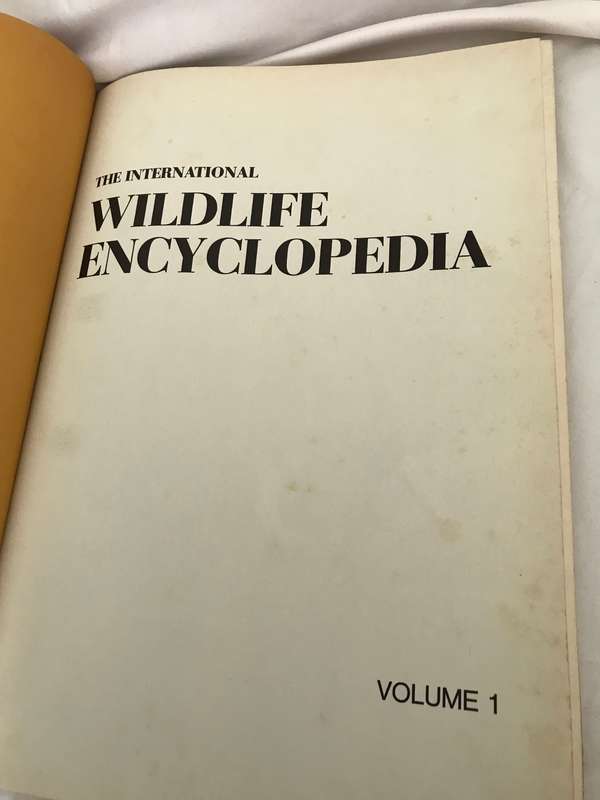 THE INTERNATIONAL
WILDLIFE
ENCYCLOPEDIA
VOLUME 1